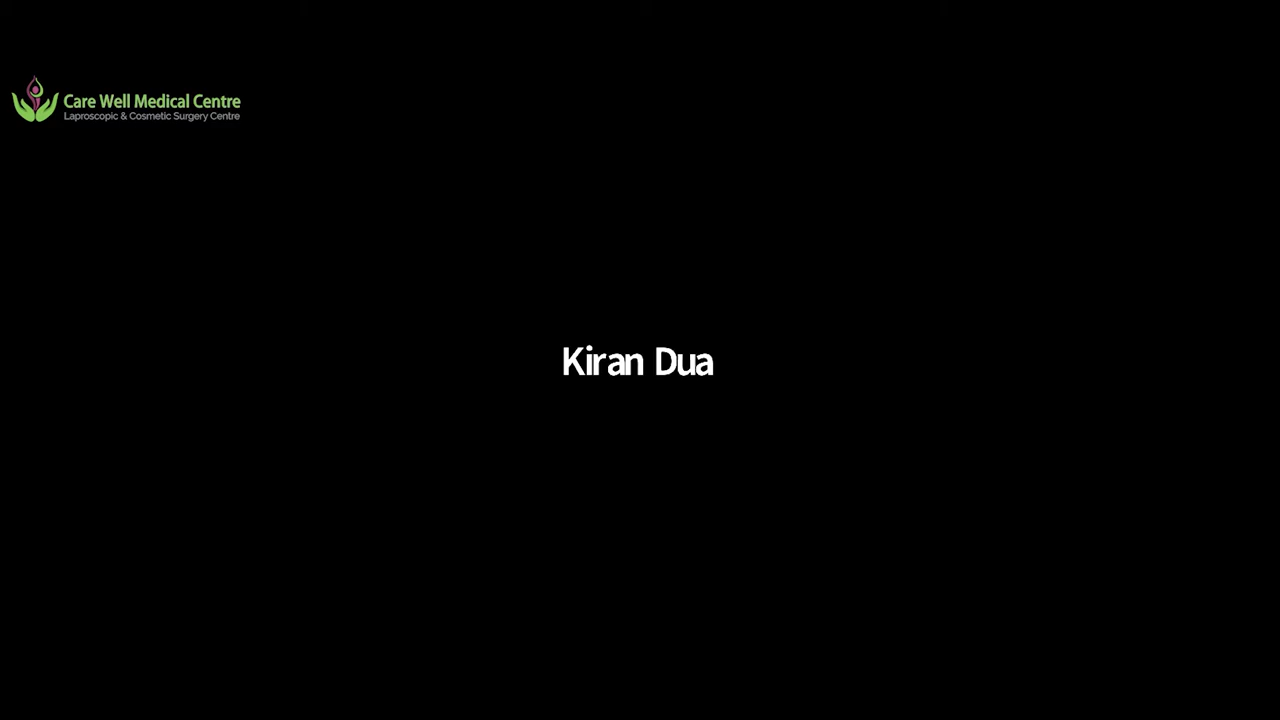 Care Well Medical Centre
Laproscopic & Cosmetic Surgery Centre
Kiran Dua